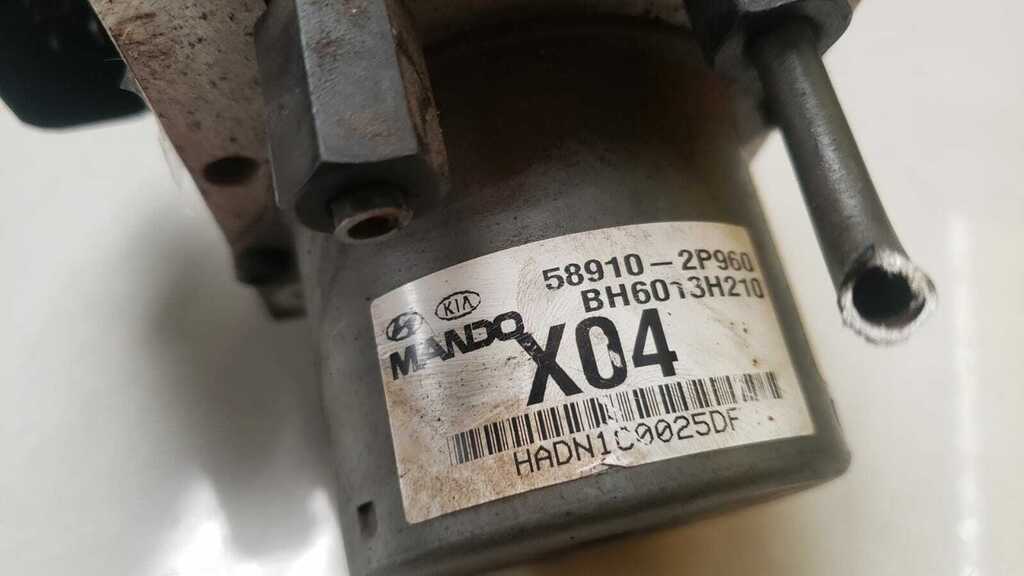 58910-2P960
BH6013H210
KIA
MANDO
X04
HADN1C0025DF